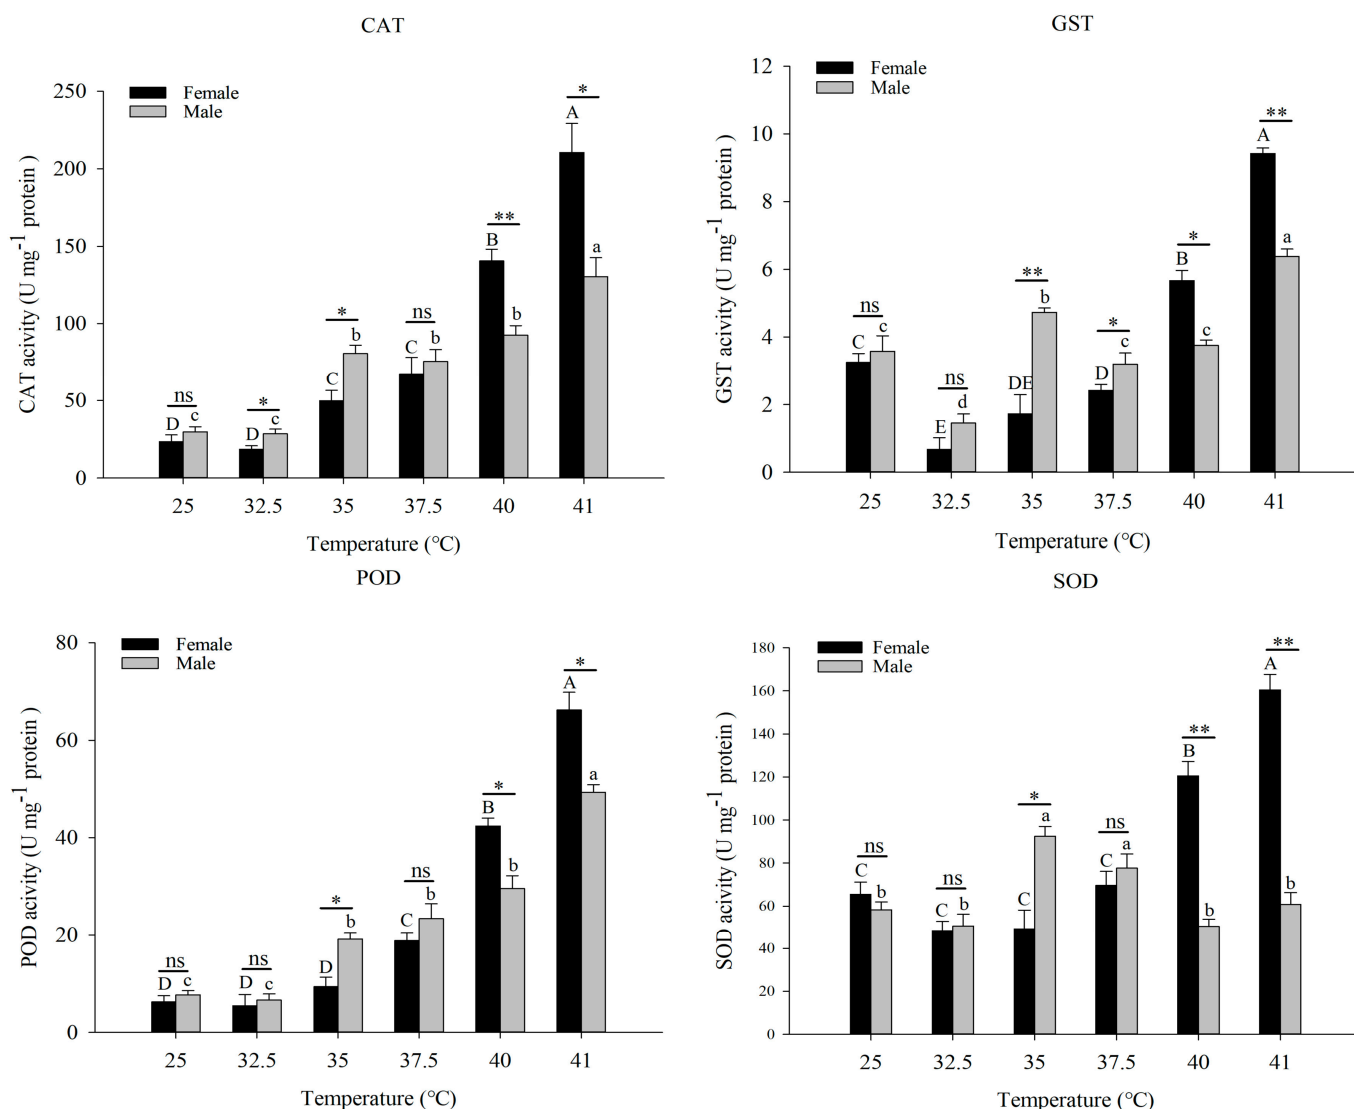 CAT
Female
Male
CAT acivity (U mg-1 protein )
250
200
150
100
50
0
ns
D
c
*
D
c
*
C
b
ns
C
b
**
B
b
*
A
a
25 32.5 35 37.5 40 41
Temperature (°C)
GST
Female
Male
GST acivity (U mg-1 protein )
12
10
8
6
4
2
0
ns
C
c
ns
E
d
**
DE
b
*
D
c
*
B
c
**
A
a
25 32.5 35 37.5 40 41
Temperature (°C)
POD
Female
Male
POD acivity (U mg-1 protein )
80
60
40
20
0
ns
D
c
ns
D
c
*
D
b
ns
C
b
*
B
b
*
A
a
25 32.5 35 37.5 40 41
Temperature (°C)
SOD
Female
Male
SOD acivity (U mg-1 protein )
180
160
140
120
100
80
60
40
20
0
ns
C
b
ns
C
b
*
C
a
ns
C
a
**
B
b
**
A
b
25 32.5 35 37.5 40 41
Temperature (°C)